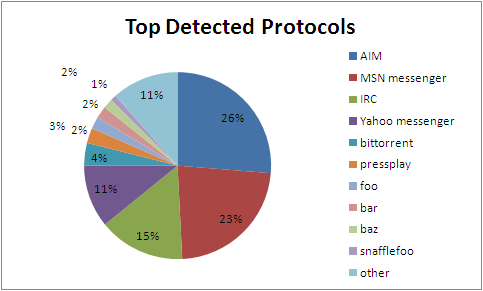 Top Detected Protocols
2%
1%
11%
2%
3%
2%
4%
11%
15%
23%
26%
AIM
MSN messenger
IRC
Yahoo messenger
bittorrent
pressplay
foo
bar
baz
snafflefoo
other